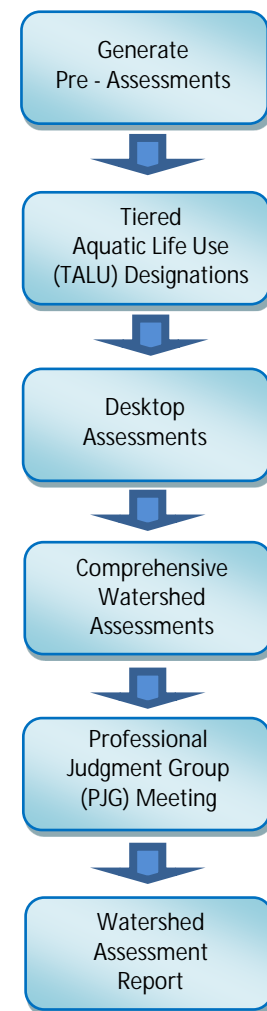 Generate
Pre - Assessments
Tiered
Aquatic Life Use
(TALU) Designations
Desktop
Assessments
Comprehensive
Watershed
Assessments
Professional
Judgment Group
(PJG) Meeting
Watershed
Assessment
Report